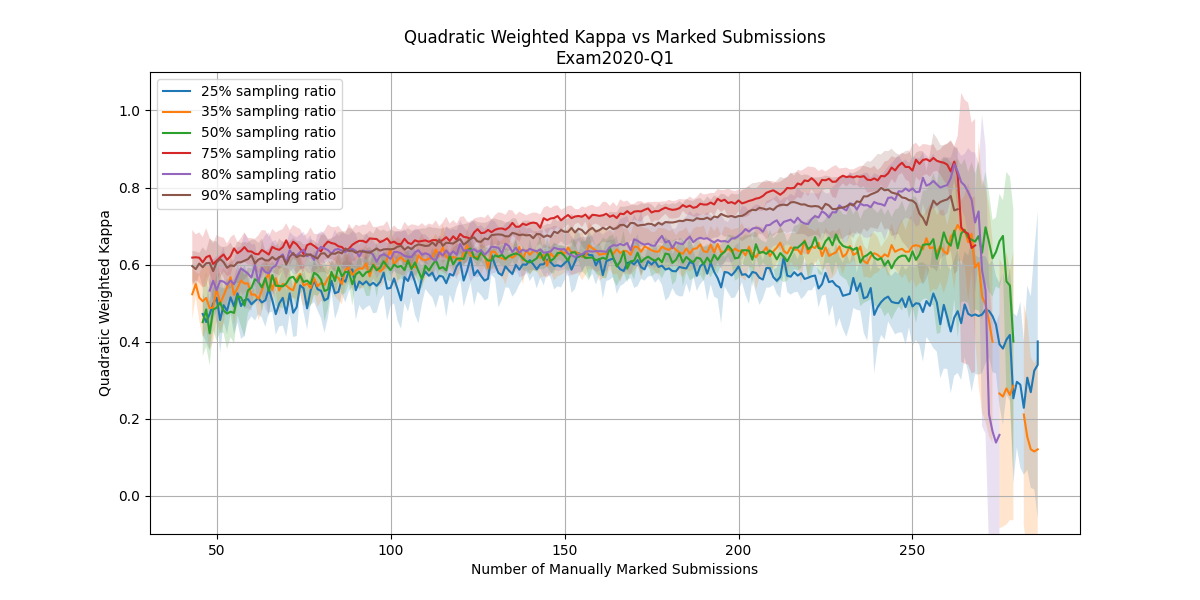 Quadratic Weighted Kappa vs Marked Submissions
Exam2020-Q1
25% sampling ratio
35% sampling ratio
50% sampling ratio
75% sampling ratio
80% sampling ratio
90% sampling ratio
1.0
0.8
0.6
0.4
0.2
0.0
Quadratic Weighted Kappa
50
100
150
200
250
Number of Manually Marked Submissions